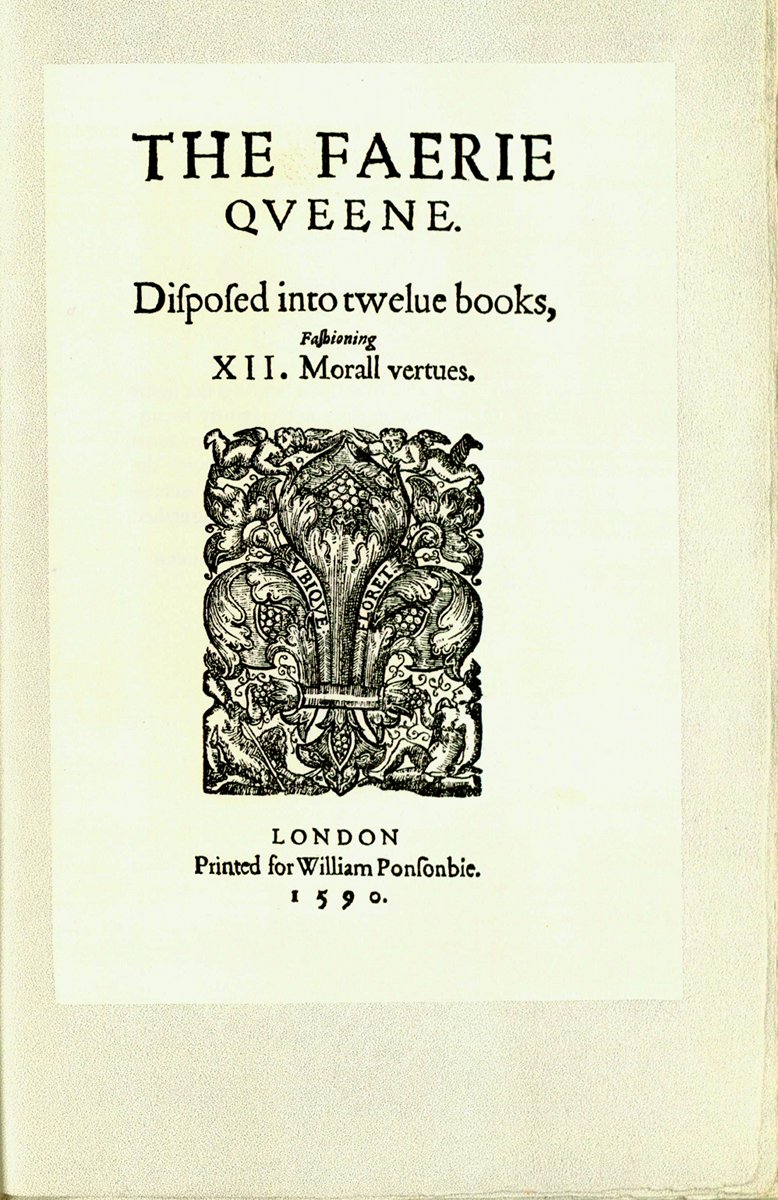 THE FAERIE
QVEENE.
Diſpoſed into twelue books,
Faſhioning
XII. Morall vertues.
VBIQVE FLORET.
LONDON
Printed for William Ponſonbie.
1590.